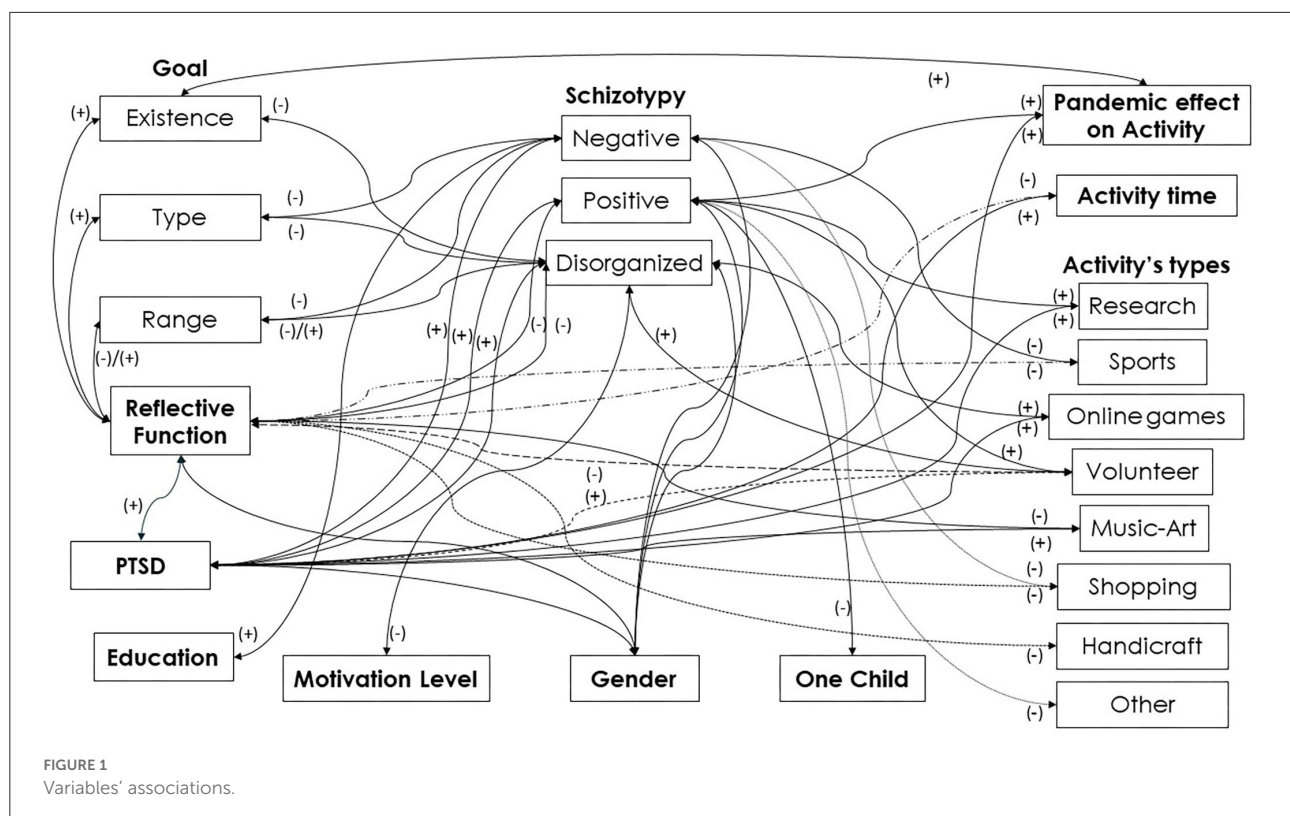 Goal
Existence
Type
Range
Reflective
Function
PTSD
Education
Motivation Level
Gender
One Child
Schizotypy
Negative
Positive
Disorganized
Pandemic effect
on Activity
Activity time
Activity's types
Research
Sports
Online games
Volunteer
Music-Art
Shopping
Handicraft
Other
(+)
(+)
(-)/(+)
(+)
(-)
(-)
(-)
(-)
(-)/(+)
(+)
(+)
(+)
(-)
(-)
(+)
(+)
(-)
(+)
(-)
(-)
(+)
(+)
(+)
(+)
(-)
(+)
(+)
(+)
(-)
(-)
(+)
(+)
(+)
(-)
(+)
(-)
(-)
(-)
(-)
FIGURE 1
Variables' associations.